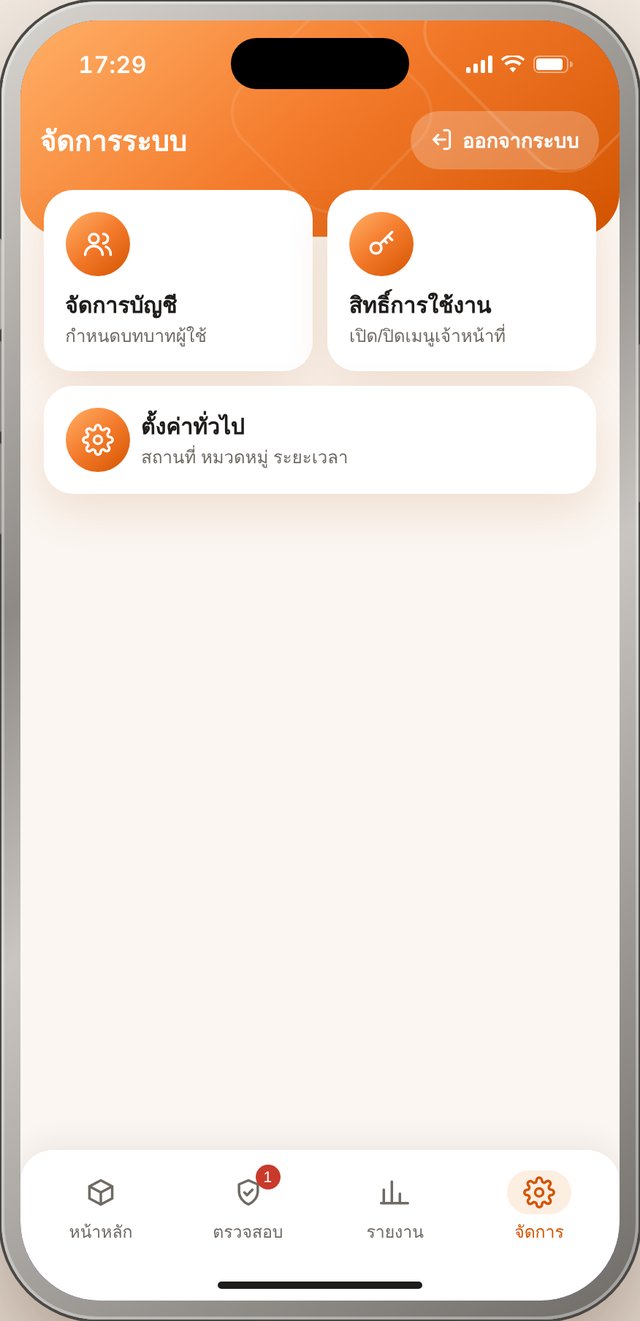 17:29
จัดการระบบ
ออกจากระบบ
จัดการบัญชี
กำหนดบทบาทผู้ใช้
สิทธิ์การใช้งาน
เปิด/ปิดเมนูเจ้าหน้าที่
ตั้งค่าทั่วไป
สถานที่ หมวดหมู่ ระยะเวลา
1
หน้าหลัก
ตรวจสอบ
รายงาน
จัดการ